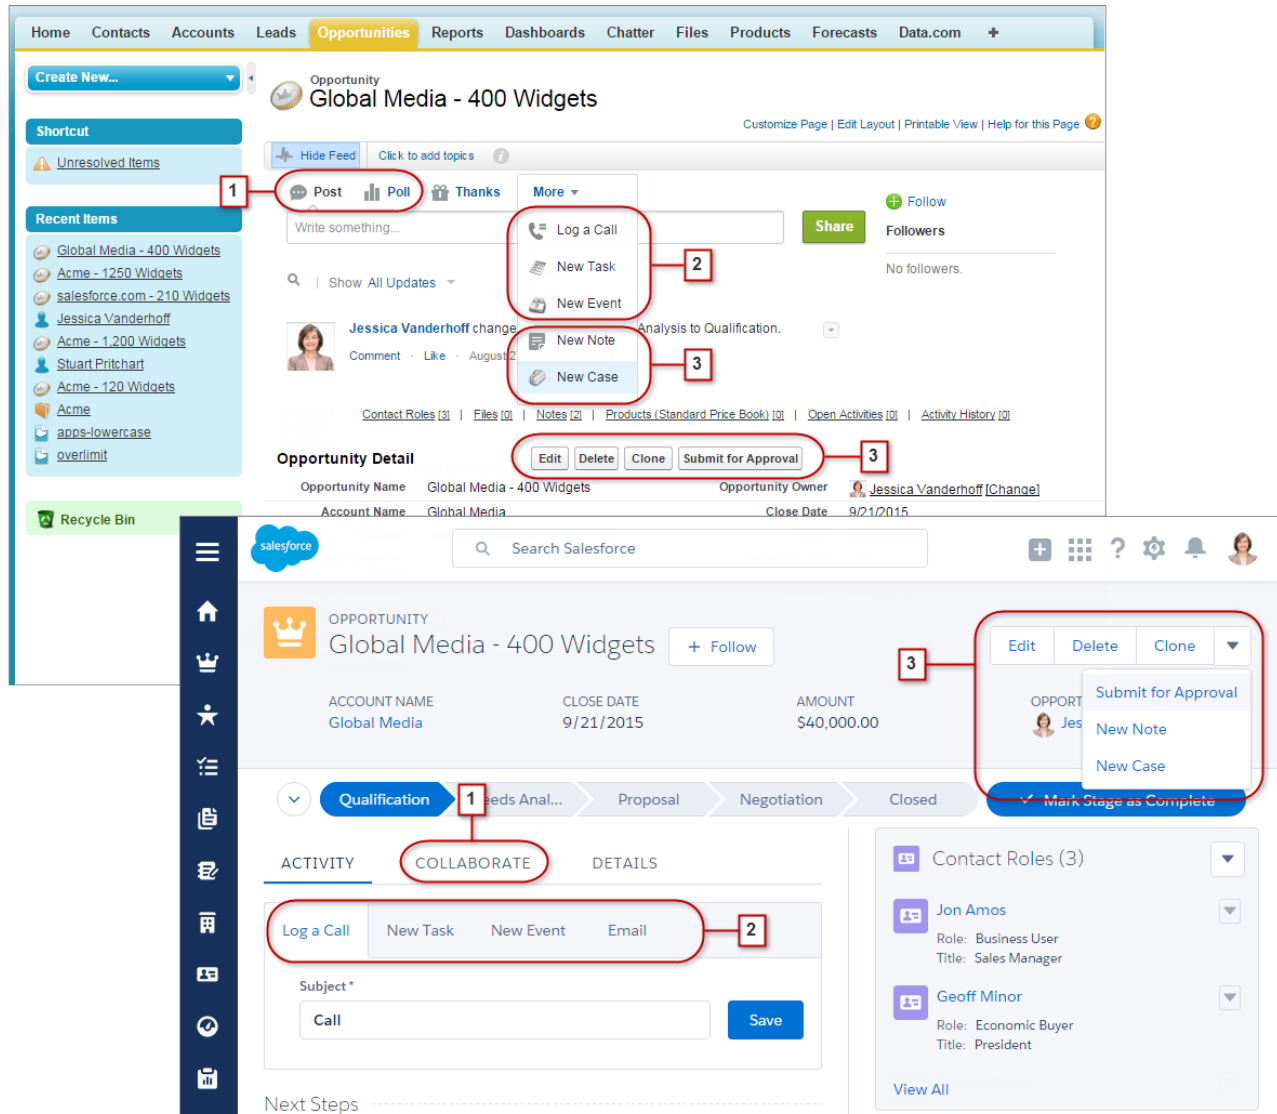 Home Contacts Accounts Leads Opportunities Reports Dashboards Chatter Files Products Forecasts Data.com +
Create New...
Opportunity
Global Media - 400 Widgets
Customize Page | Edit Layout | Printable View | Help for this Page ?
Shortcut
Unresolved Items
Hide Feed Click to add topics i
1
Post Poll Thanks More
Write something...
Share
Follow
Followers
No followers.
Log a Call
New Task
New Event
2
New Note
New Case
3
Show All Updates
Recent Items
Global Media - 400 Widgets
Acme - 1250 Widgets
salesforce.com - 210 Widgets
Jessica Vanderhoff
Acme - 1,200 Widgets
Stuart Pritchart
Acme - 120 Widgets
Acme
apps-lowercase
overlimit
Recycle Bin
Jessica Vanderhoff change Analysis to Qualification.
Comment · Like · August 2
Contact Roles [3] | Files [0] | Notes [2] | Products (Standard Price Book) [0] | Open Activities [0] | Activity History [0]
Opportunity Detail Edit Delete Clone Submit for Approval
3
Opportunity Name Global Media - 400 Widgets Opportunity Owner Jessica Vanderhoff [Change]
Account Name Global Media Close Date 9/21/2015
salesforce
Search Salesforce
?
OPPORTUNITY
Global Media - 400 Widgets
+ Follow
3
Edit Delete Clone
Submit for Approval
New Note
New Case
ACCOUNT NAME CLOSE DATE AMOUNT OPPORT
Global Media 9/21/2015 $40,000.00 Jes
Qualification eeds Anal... Proposal Negotiation Closed Mark Stage as Complete
1
ACTIVITY COLLABORATE DETAILS
Log a Call New Task New Event Email
2
Subject *
Call
Save
Next Steps
Contact Roles (3)
Jon Amos
Role: Business User
Title: Sales Manager
Geoff Minor
Role: Economic Buyer
Title: President
View All